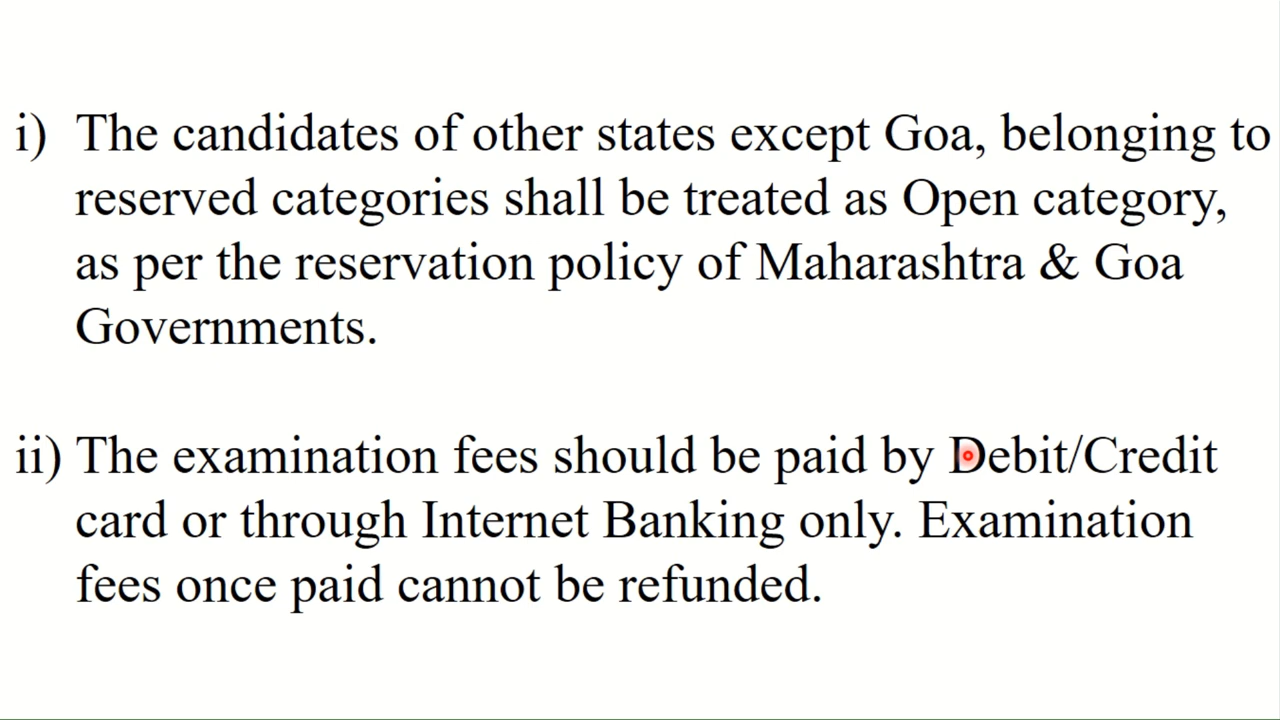 i) The candidates of other states except Goa, belonging to
reserved categories shall be treated as Open category,
as per the reservation policy of Maharashtra & Goa
Governments.
ii) The examination fees should be paid by Debit/Credit
card or through Internet Banking only. Examination
fees once paid cannot be refunded.